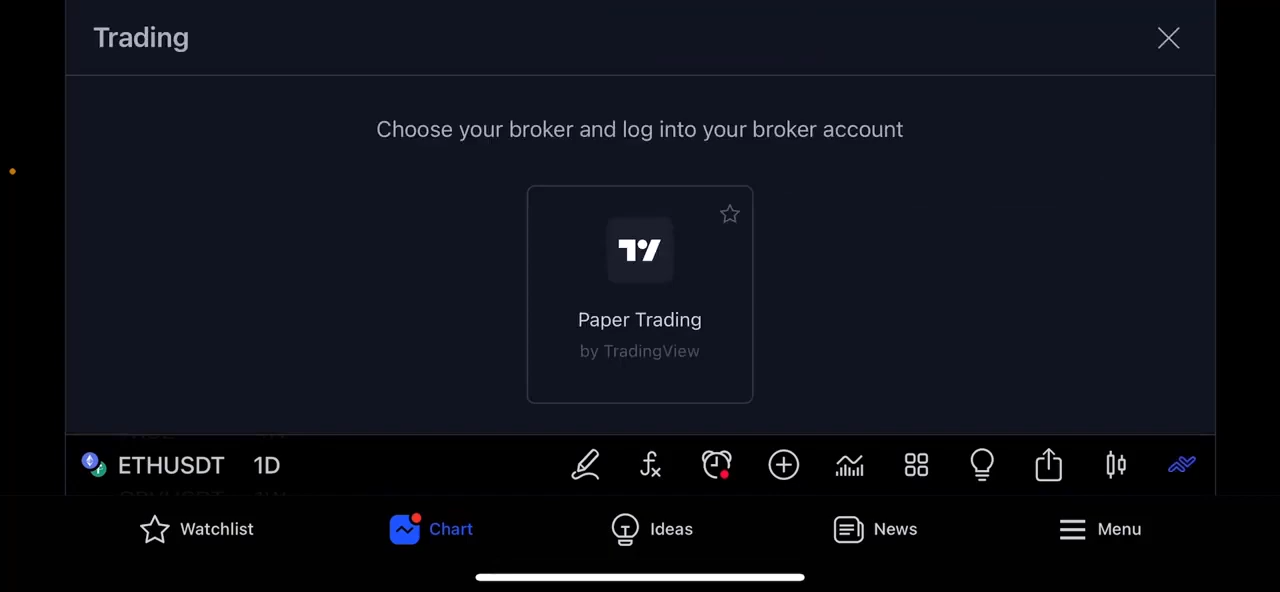 Trading
Choose your broker and log into your broker account
Paper Trading
by TradingView
ETHUSDT 1D
Watchlist
Chart
Ideas
News
Menu